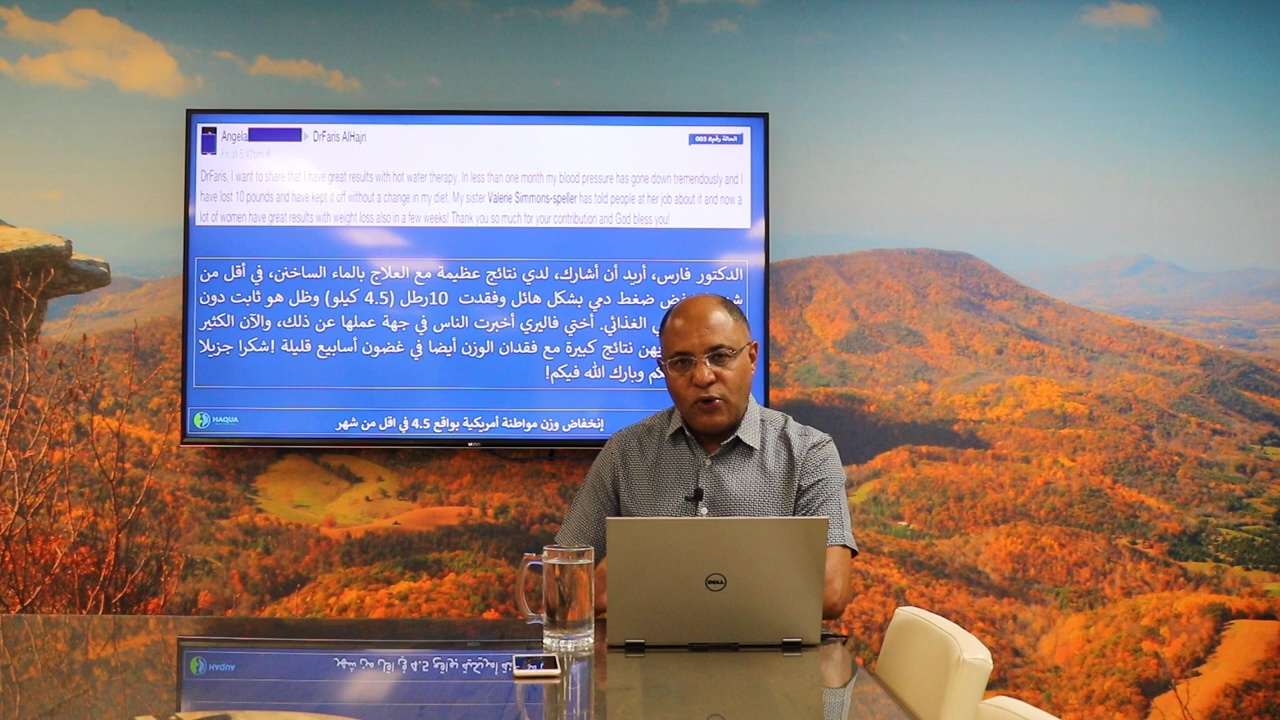 Angela DrFaris AlHajri
الحالة رقم# 003
Fri at 5:42pm
DrFaris, I want to share that I have great results with hot water therapy. In less than one month my blood pressure has gone down tremendously and I
have lost 10 pounds and have kept it off without a change in my diet. My sister Valerie Simmons-speller has told people at her job about it and now a
lot of women have great results with weight loss also in a few weeks! Thank you so much for your contribution and God bless you!
الدكتور فارس، أريد أن أشارك، لدي نتائج عظيمة مع العلاج بالماء الساخنن، في أقل من
ضغط دمي بشكل هائل وفقدت 10رطل (4.5 كيلو) وظل هو ثابت دون
الغذائي. أختي فاليري أخبرت الناس في جهة عملها عن ذلك، والآن الكثير
نتائج كبيرة مع فقدان الوزن أيضا في غضون أسابيع قليلة !شكرا جزيلا
وبارك الله فيكم!
HAQUA
إنخفاض وزن مواطنة أمريكية بواقع 4.5 في اقل من شهر
DELL